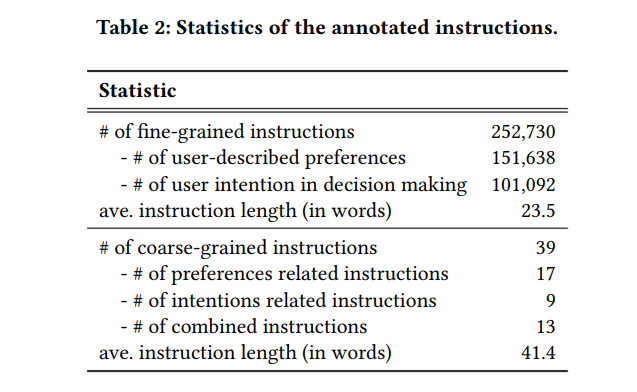 Table 2: Statistics of the annotated instructions.
Statistic
# of fine-grained instructions 252,730
- # of user-described preferences 151,638
- # of user intention in decision making 101,092
ave. instruction length (in words) 23.5
# of coarse-grained instructions 39
- # of preferences related instructions 17
- # of intentions related instructions 9
- # of combined instructions 13
ave. instruction length (in words) 41.4